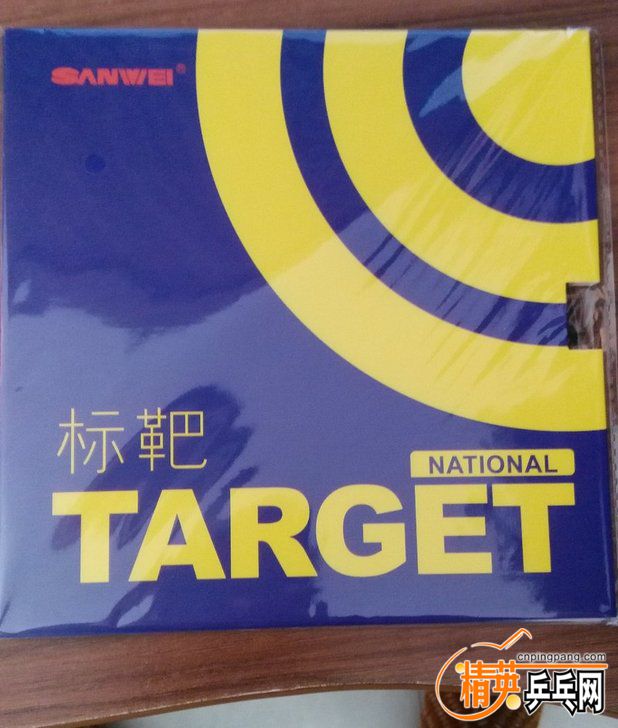 SANWEI®
标靶
NATIONAL
TARGET
cnpingpang.com
精英乒乓网